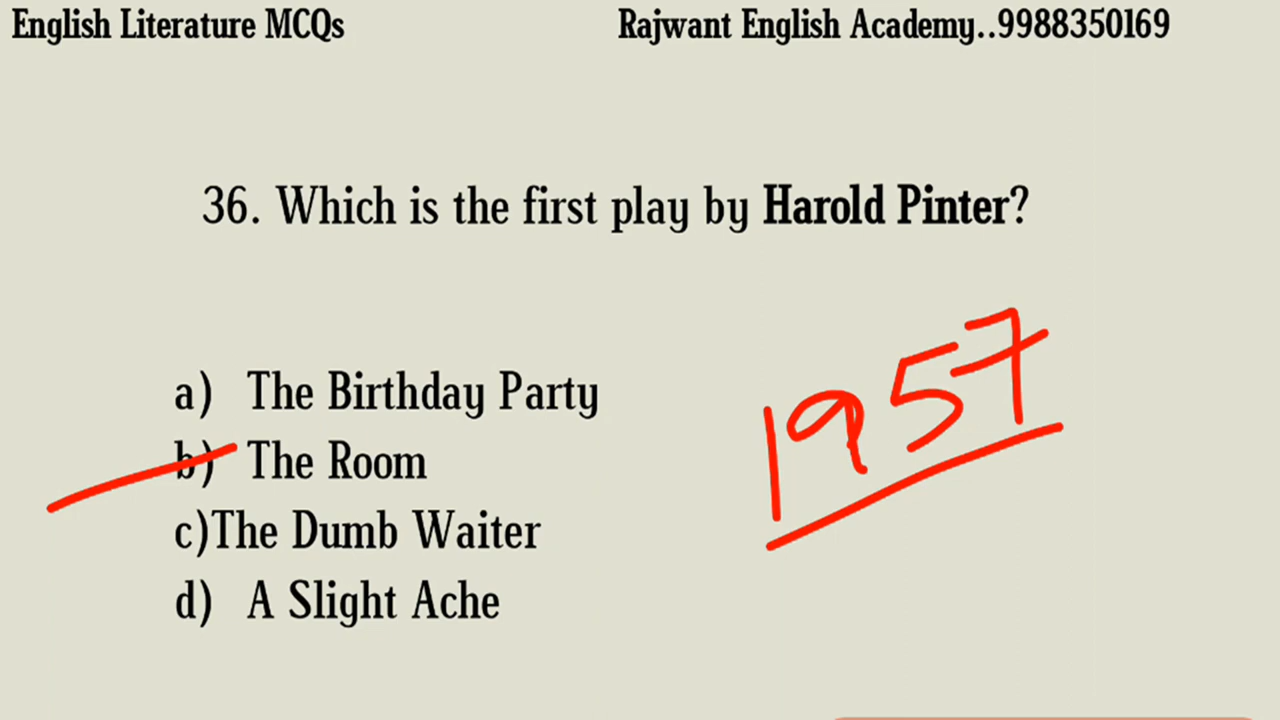 English Literature MCQs Rajwant English Academy..9988350169
36. Which is the first play by Harold Pinter?
a) The Birthday Party
b) The Room
c)The Dumb Waiter
d) A Slight Ache
1957